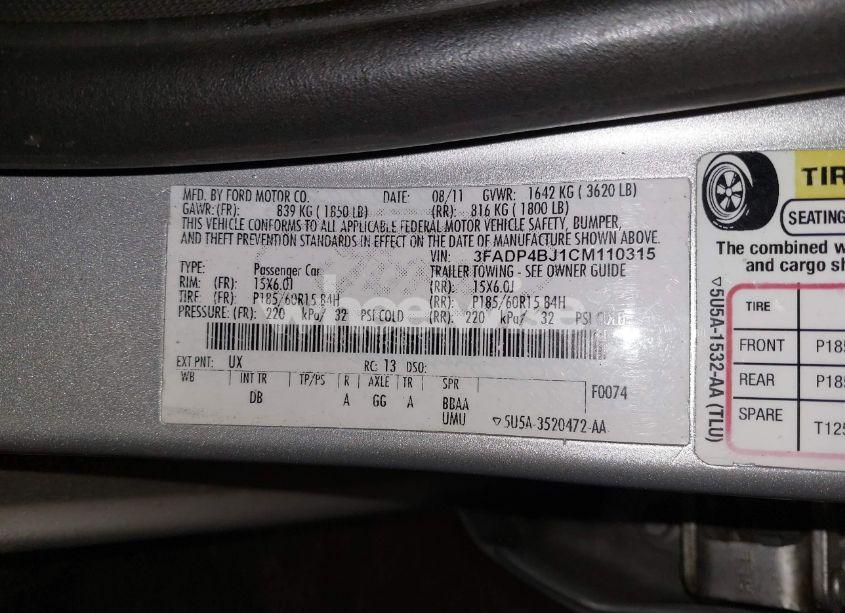 MFD. BY FORD MOTOR CO. DATE: 08/11 GVWR: 1642 KG ( 3620 LB)
GAWR: (FR): 839 KG ( 1850 LB) (RR): 816 KG ( 1800 LB)
THIS VEHICLE CONFORMS TO ALL APPLICABLE FEDERAL MOTOR VEHICLE SAFETY, BUMPER,
AND THEFT PREVENTION STANDARDS IN EFFECT ON THE DATE OF MANUFACTURE SHOWN ABOVE.
VIN: 3FADP4BJ1CM110315
TYPE: Passenger Car TRAILER TOWING - SEE OWNER GUIDE
RIM: (FR): 15X6.0J (RR): 15X6.0J
TIRE: (FR): P185/60R15 84H (RR): P185/60R15 84H
PRESSURE: (FR): 220 kPa/ 32 PSI COLD (RR): 220 kPa/ 32 PSI COLD
EXT PNT: UX RC: 13 DSO:
WB INT TR TP/PS R AXLE TR SPR
DB A GG A BBAA
F0074
UMU ▽5U5A-3520472-AA
wheelwise
TIR
SEATING
The combined w
and cargo sh
TIRE
FRONT P185
REAR P185
SPARE T125
▽5U5A-1532-AA (TLU)